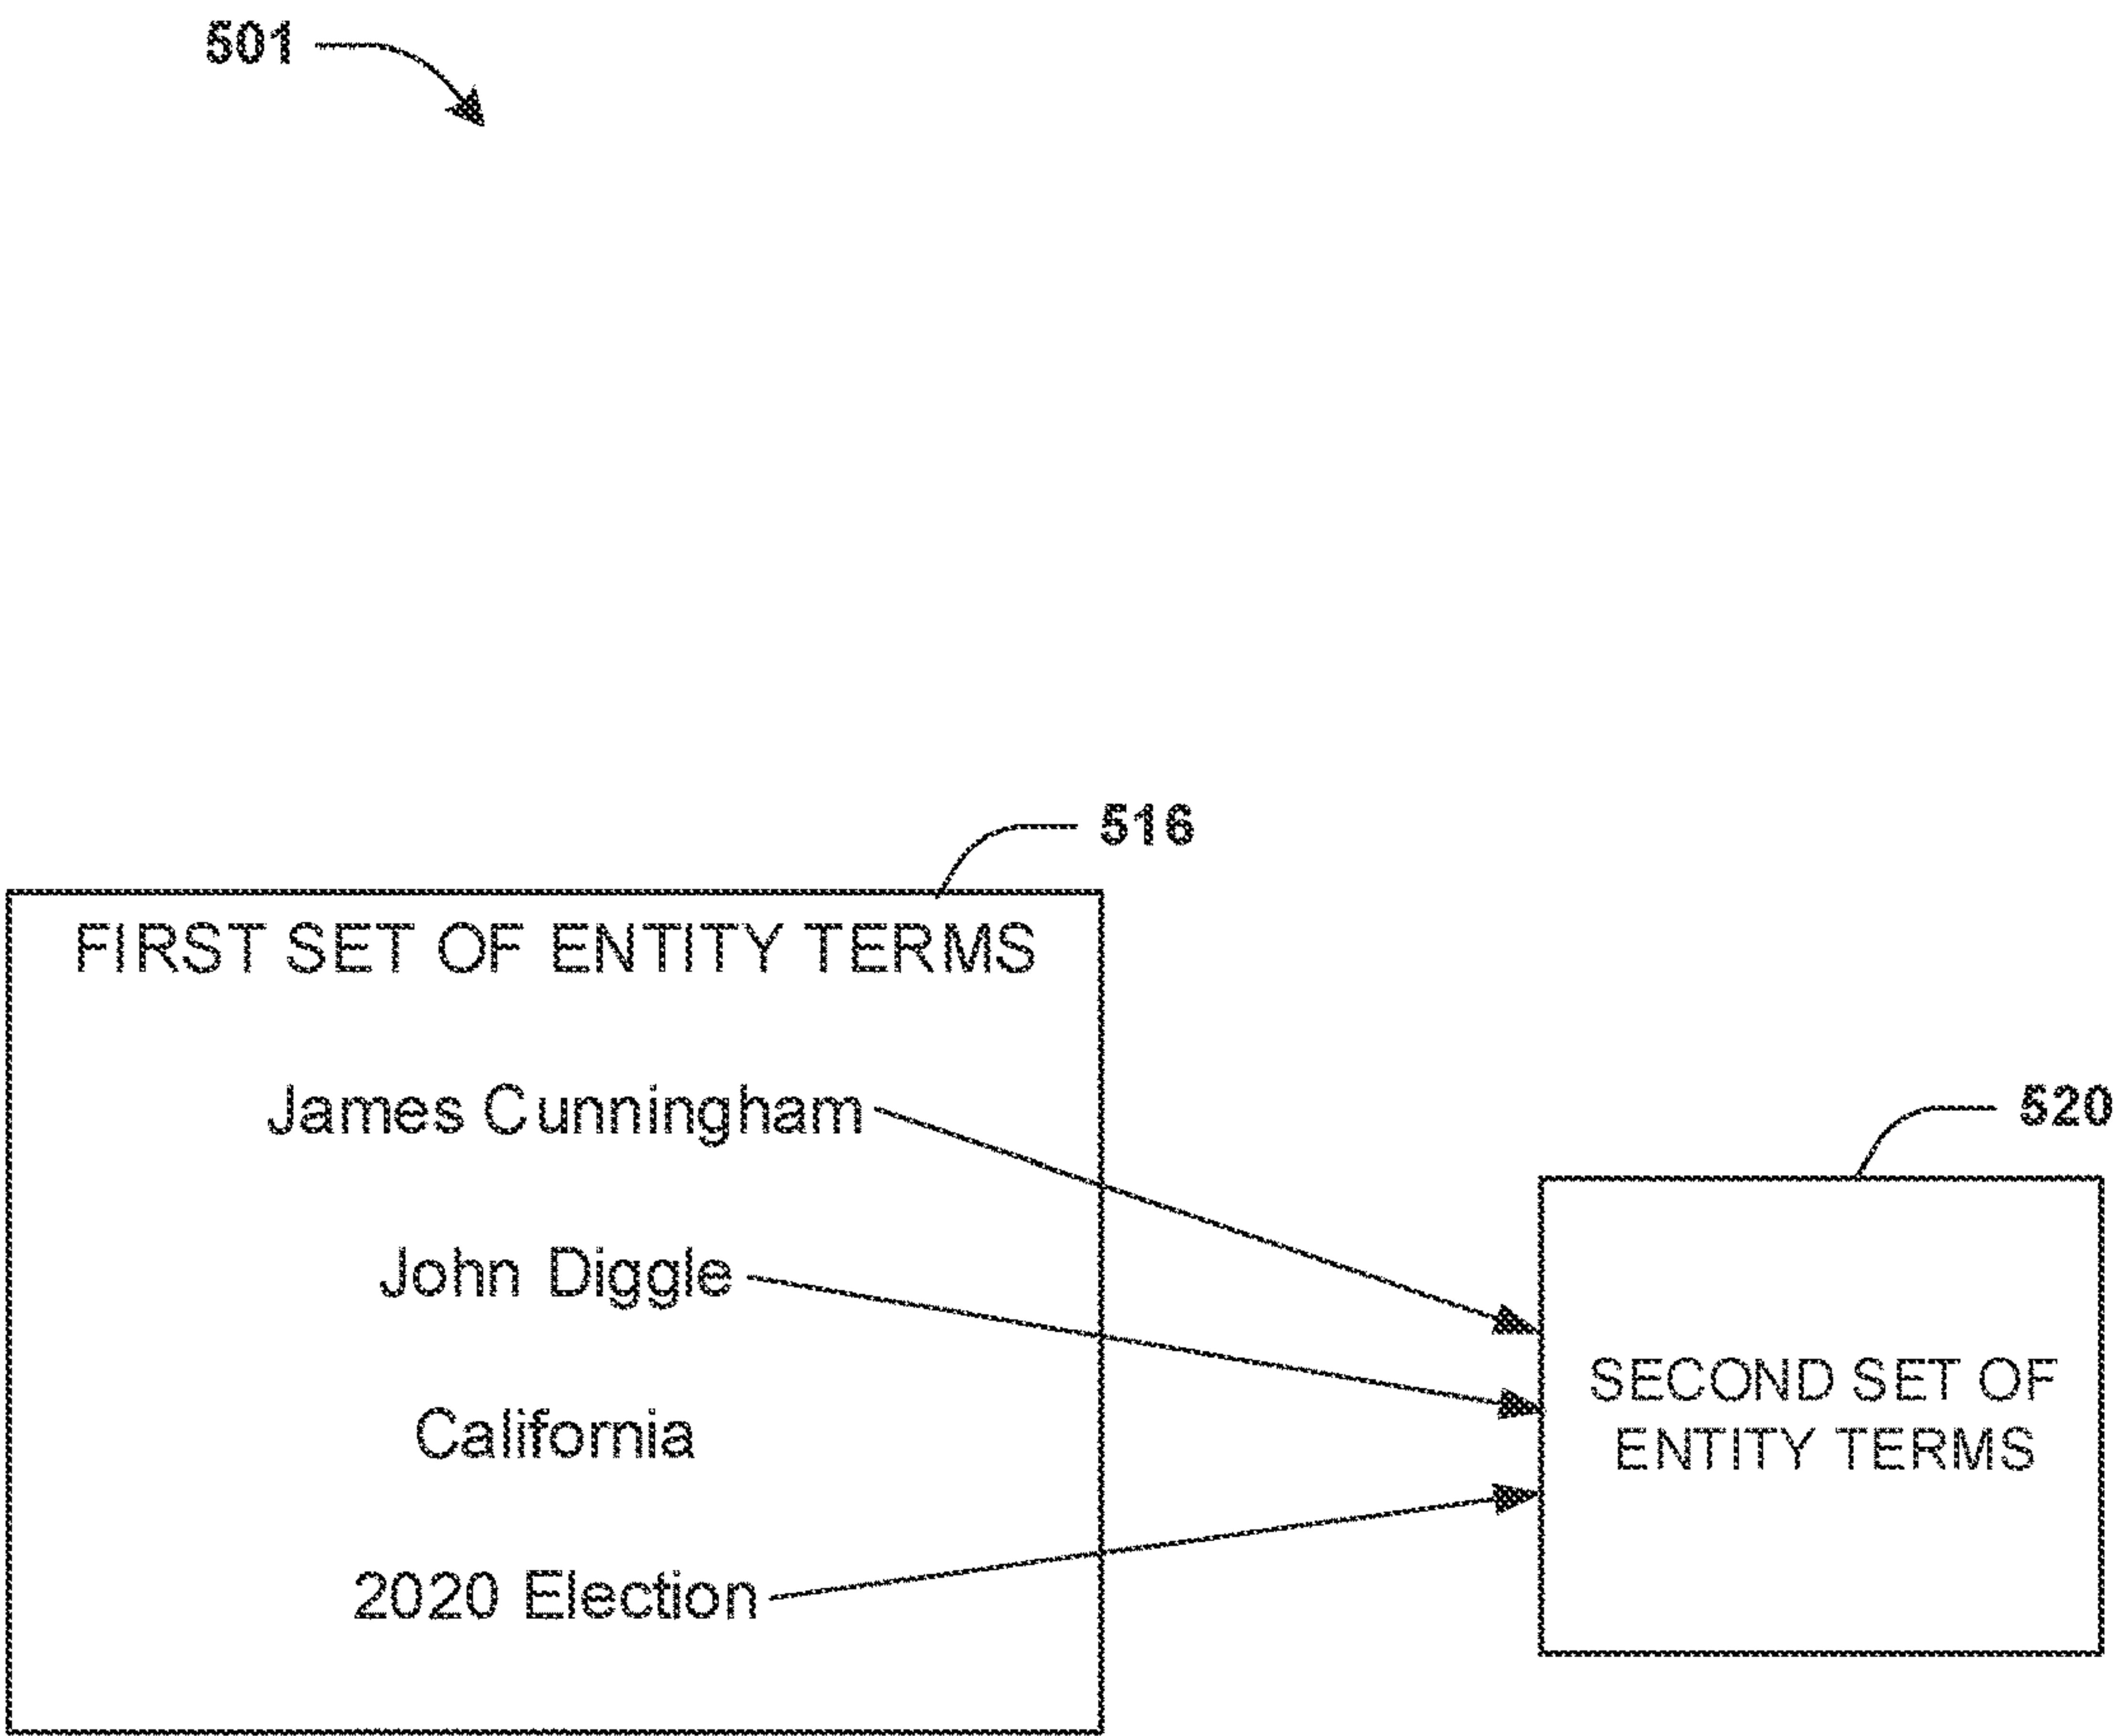 501
516
FIRST SET OF ENTITY TERMS
James Cunningham
520
John Diggle
SECOND SET OF
ENTITY TERMS
California
2020 Election